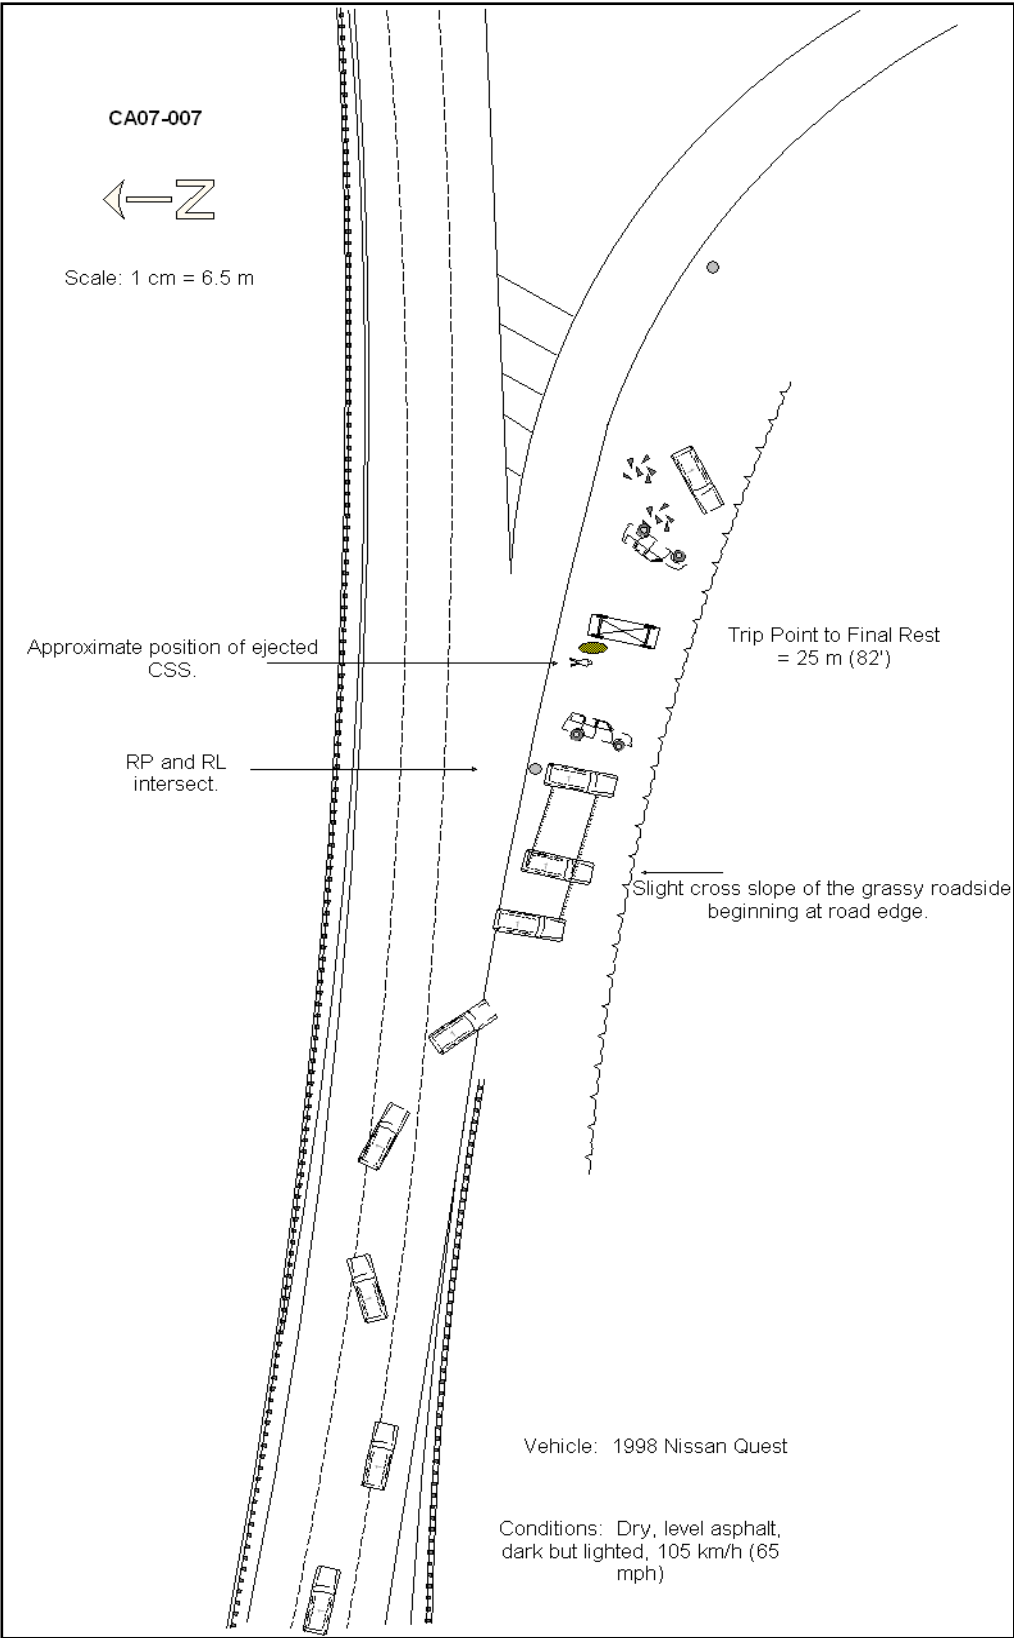 CA07-007
N
Scale: 1 cm = 6.5 m
Approximate position of ejected
CSS.
Trip Point to Final Rest
= 25 m (82')
RP and RL
intersect.
Slight cross slope of the grassy roadside
beginning at road edge.
Vehicle: 1998 Nissan Quest
Conditions: Dry, level asphalt,
dark but lighted, 105 km/h (65
mph)